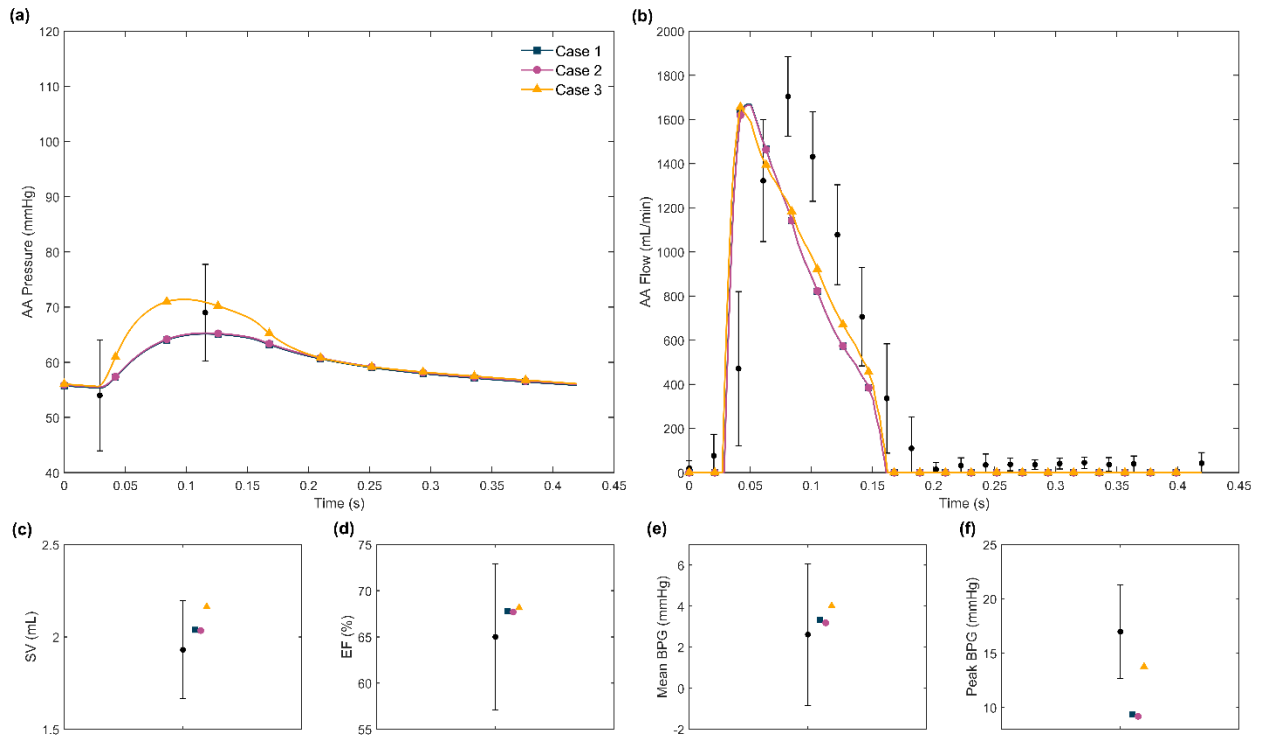 (a)
AA Pressure (mmHg)
120
110
100
90
80
70
60
50
40
0 0.05 0.1 0.15 0.2 0.25 0.3 0.35 0.4 0.45
Time (s)
Case 1
Case 2
Case 3
(b)
AA Flow (mL/min)
2000
1800
1600
1400
1200
1000
800
600
400
200
0
0 0.05 0.1 0.15 0.2 0.25 0.3 0.35 0.4 0.45
Time (s)
(c)
SV (mL)
2.5
2
1.5
(d)
EF (%)
75
70
65
60
55
(e)
Mean BPG (mmHg)
6
4
2
0
-2
(f)
Peak BPG (mmHg)
25
20
15
10